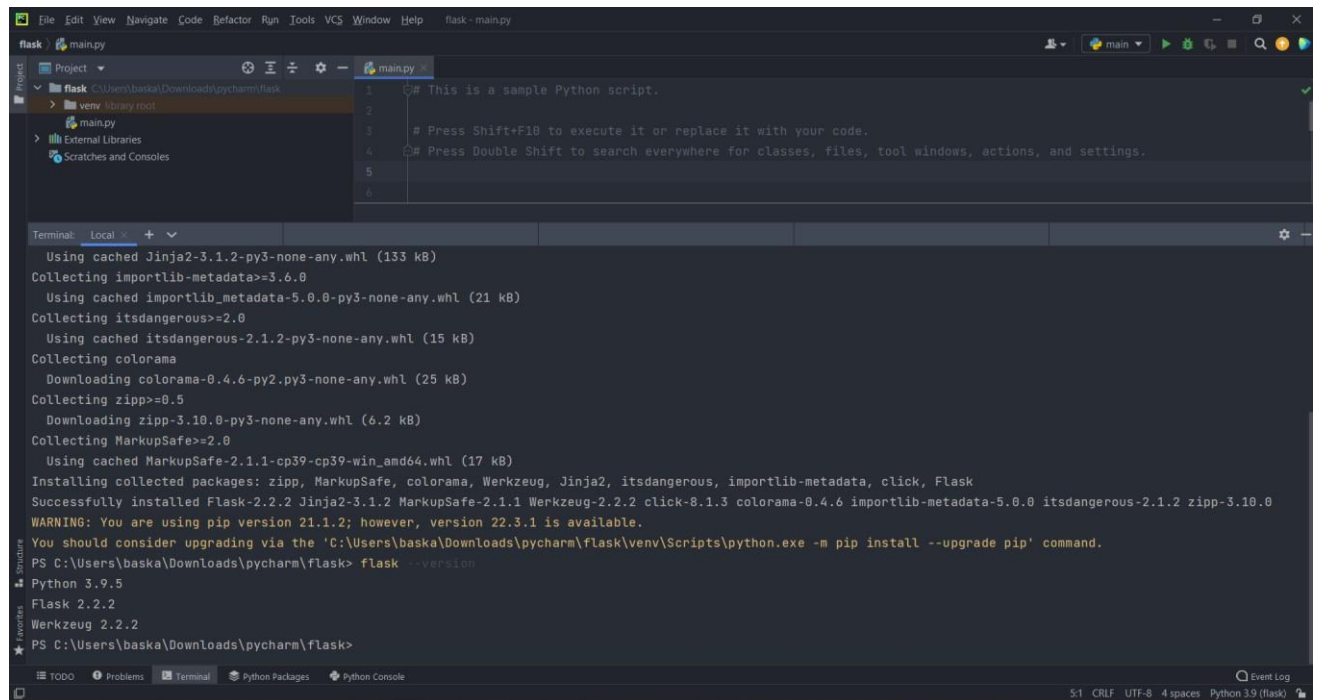 File Edit View Navigate Code Refactor Run Tools VCS Window Help flask - main.py
flask main.py main
Project main.py
flask C:\Users\baska\Downloads\pycharm\flask
venv library root
main.py
External Libraries
Scratches and Consoles
1 # This is a sample Python script.
2
3 # Press Shift+F10 to execute it or replace it with your code.
4 # Press Double Shift to search everywhere for classes, files, tool windows, actions, and settings.
5
6
Project
Terminal: Local
Using cached Jinja2-3.1.2-py3-none-any.whl (133 kB)
Collecting importlib-metadata>=3.6.0
Using cached importlib_metadata-5.0.0-py3-none-any.whl (21 kB)
Collecting itsdangerous>=2.0
Using cached itsdangerous-2.1.2-py3-none-any.whl (15 kB)
Collecting colorama
Downloading colorama-0.4.6-py2.py3-none-any.whl (25 kB)
Collecting zipp>=0.5
Downloading zipp-3.10.0-py3-none-any.whl (6.2 kB)
Collecting MarkupSafe>=2.0
Using cached MarkupSafe-2.1.1-cp39-cp39-win_amd64.whl (17 kB)
Installing collected packages: zipp, MarkupSafe, colorama, Werkzeug, Jinja2, itsdangerous, importlib-metadata, click, Flask
Successfully installed Flask-2.2.2 Jinja2-3.1.2 MarkupSafe-2.1.1 Werkzeug-2.2.2 click-8.1.3 colorama-0.4.6 importlib-metadata-5.0.0 itsdangerous-2.1.2 zipp-3.10.0
WARNING: You are using pip version 21.1.2; however, version 22.3.1 is available.
You should consider upgrading via the 'C:\Users\baska\Downloads\pycharm\flask\venv\Scripts\python.exe -m pip install --upgrade pip' command.
PS C:\Users\baska\Downloads\pycharm\flask> flask --version
Python 3.9.5
Flask 2.2.2
Werkzeug 2.2.2
PS C:\Users\baska\Downloads\pycharm\flask>
Structure
Favorites
TODO Problems Terminal Python Packages Python Console Event Log
5:1 CRLF UTF-8 4 spaces Python 3.9 (flask)